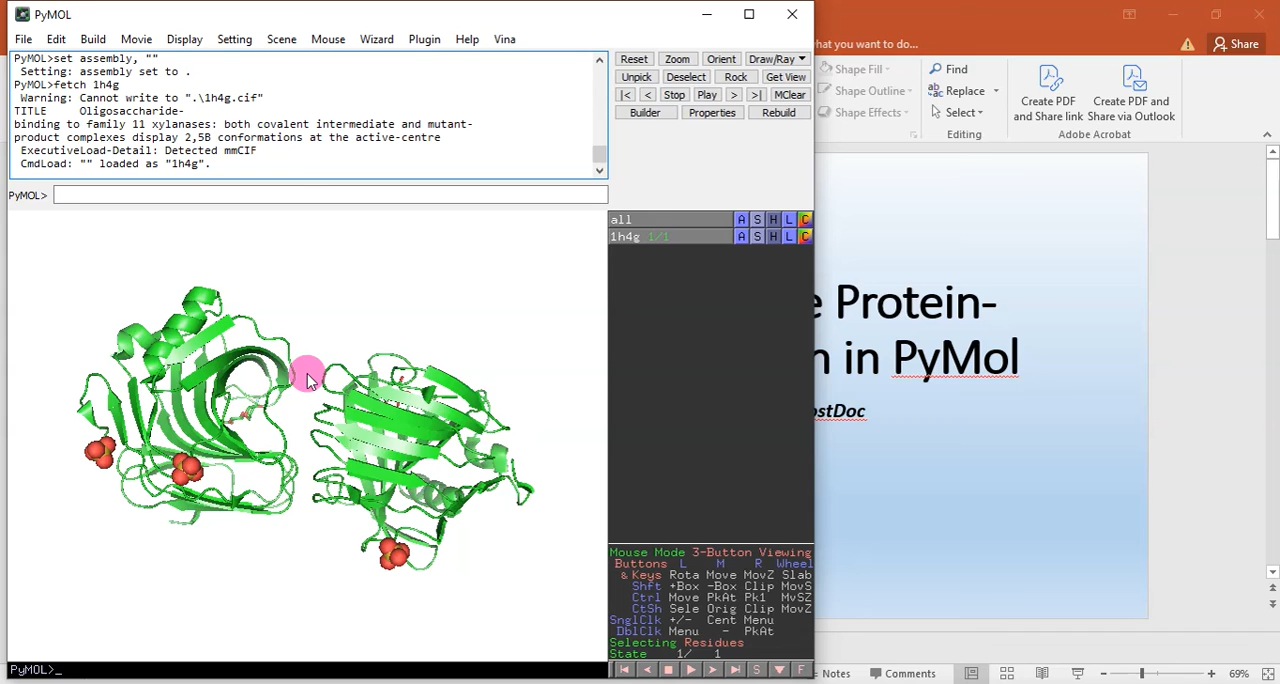 PyMOL
File Edit Build Movie Display Setting Scene Mouse Wizard Plugin Help Vina
PyMOL>set assembly, ""
Setting: assembly set to .
PyMOL>fetch 1h4g
Warning: Cannot write to ".\1h4g.cif"
TITLE Oligosaccharide-
binding to family 11 xylanases: both covalent intermediate and mutant-
product complexes display 2,5B conformations at the active-centre
ExecutiveLoad-Detail: Detected mmCIF
CmdLoad: "" loaded as "1h4g".
PyMOL>
Reset Zoom Orient Draw/Ray
Unpick Deselect Rock Get View
|< < Stop Play > >| MClear
Builder Properties Rebuild
all A S H L C
1h4g 1/1 A S H L C
Mouse Mode 3-Button Viewing
Buttons L M R Wheel
& Keys Rota Move MovZ Slab
Shft +Box -Box Clip MovS
Ctrl Move PkAt Pk1 MvSZ
CtSh Sele Orig Clip MovZ
SnglClk +/- Cent Menu
DblClk Menu - PkAt
Selecting Residues
State 1/ 1
S F
PyMOL>_
what you want to do...
Share
Shape Fill
Shape Outline
Shape Effects
Find
Replace
Select
Editing
Create PDF
and Share link
Create PDF and
Share via Outlook
Adobe Acrobat
e Protein-
n in PyMol
ostDoc
Notes Comments 69%